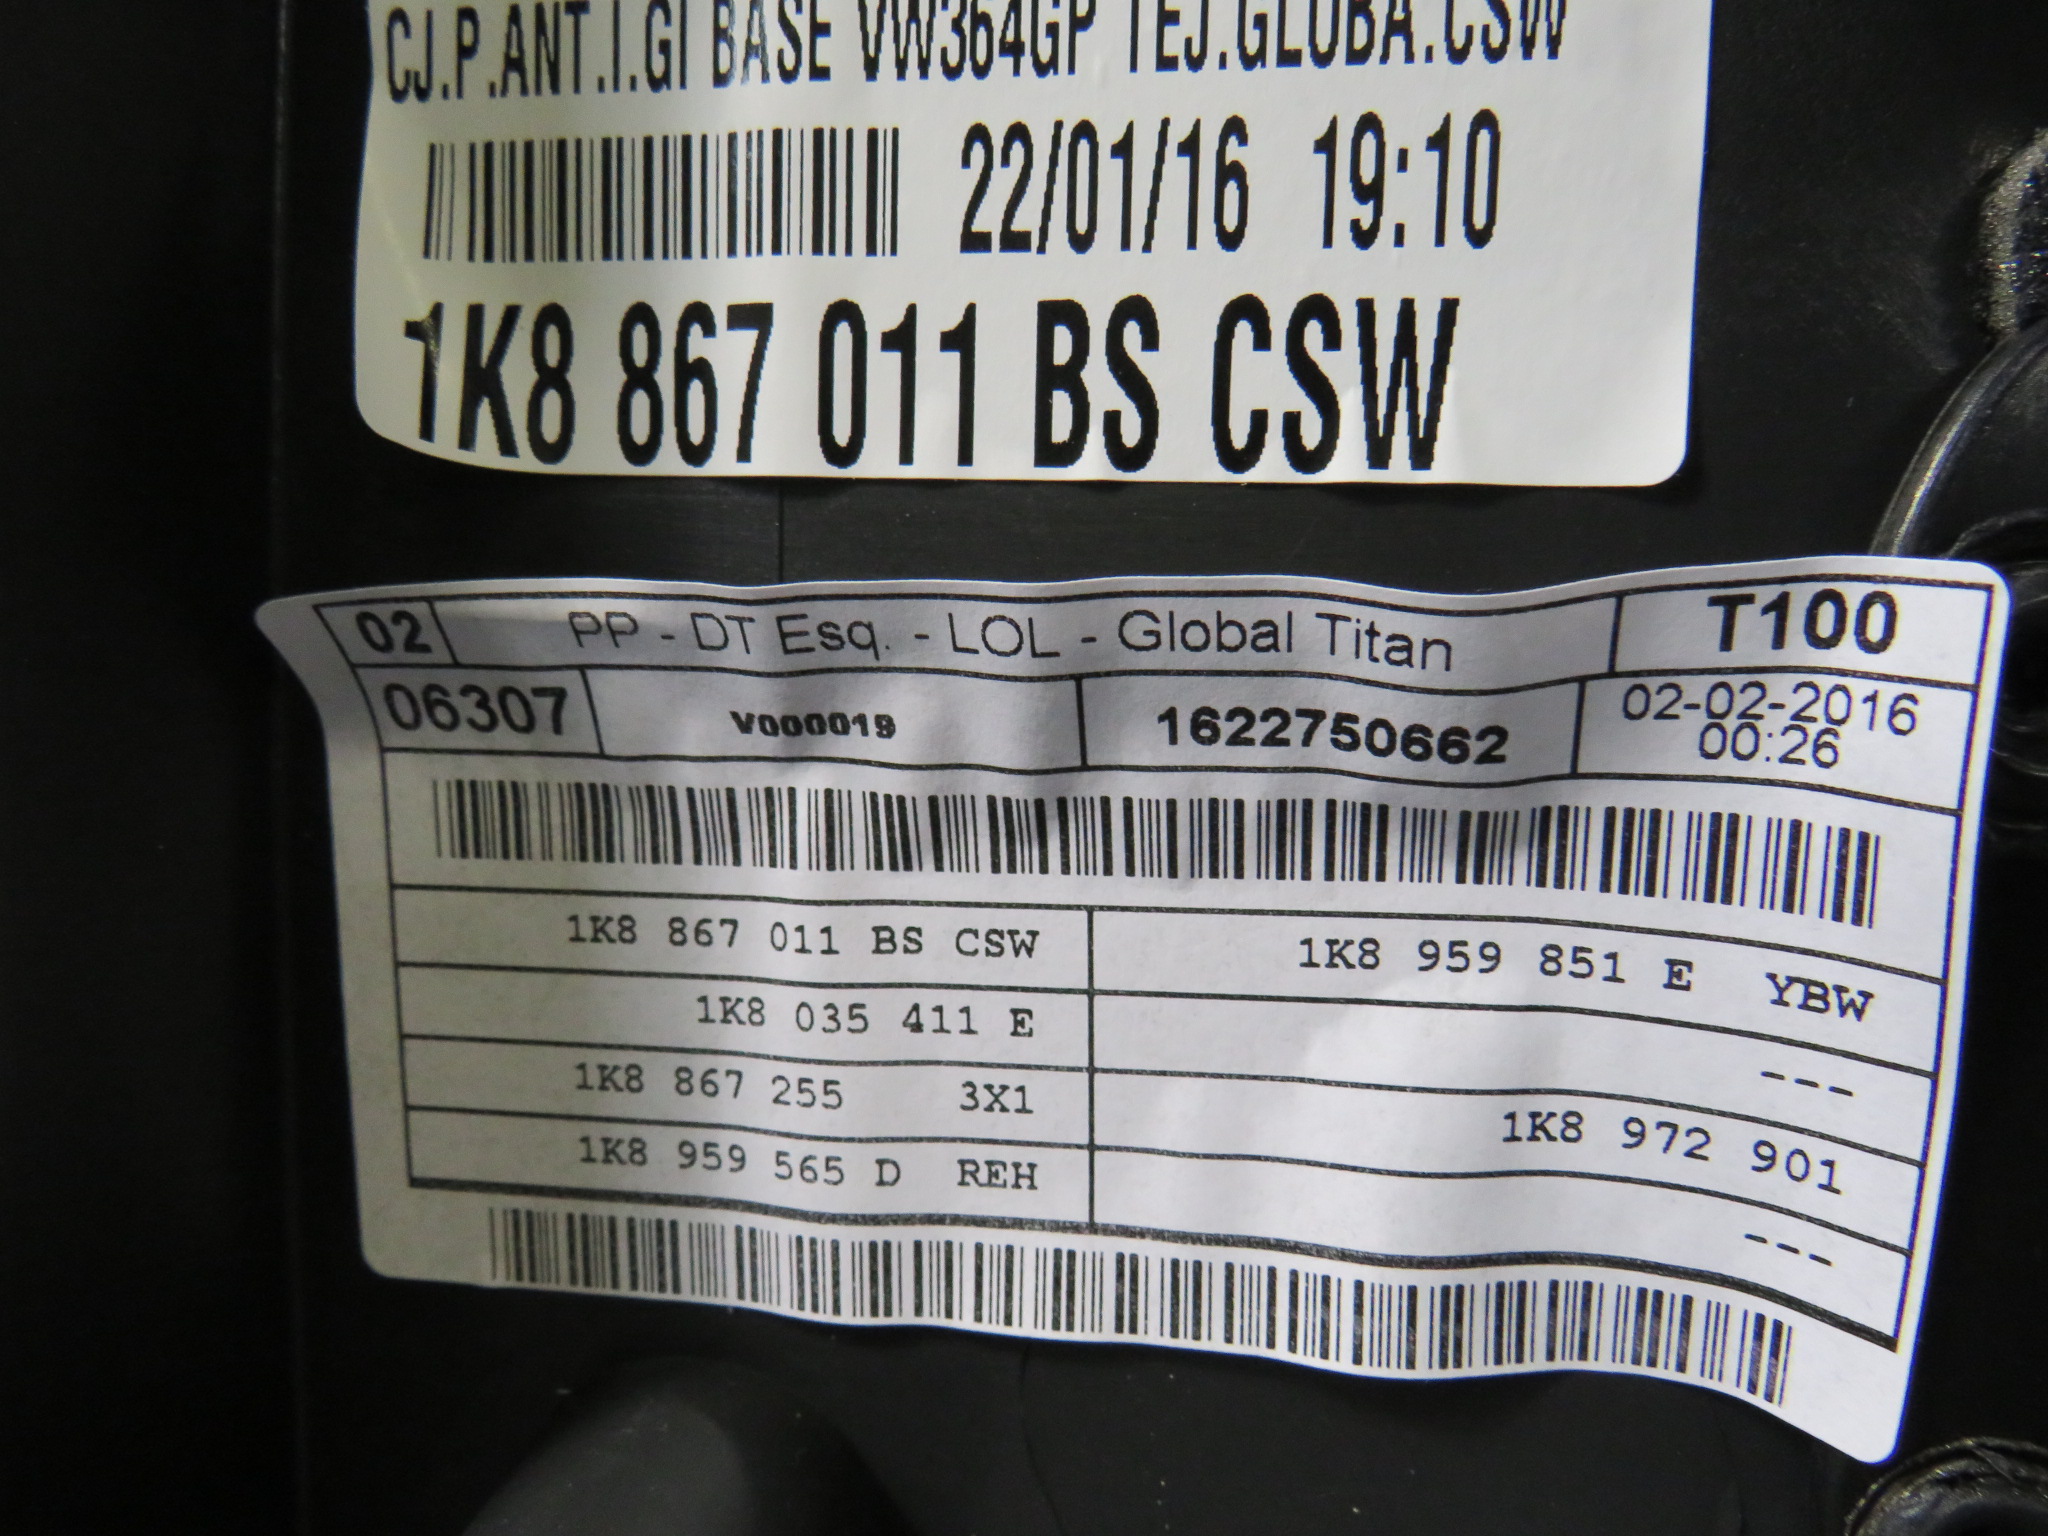 CJ.P.ANT.I.GI BASE VW364GP TEJ.GLOBA.CSW
22/01/16 19:10
1K8 867 011 BS CSW
02 PP - DT Esq. - LOL - Global Titan T100
06307 V000019 1622750662 02-02-2016
00:26
1K8 867 011 BS CSW 1K8 959 851 E YBW
1K8 035 411 E ---
1K8 867 255 3X1 1K8 972 901
1K8 959 565 D REH ---